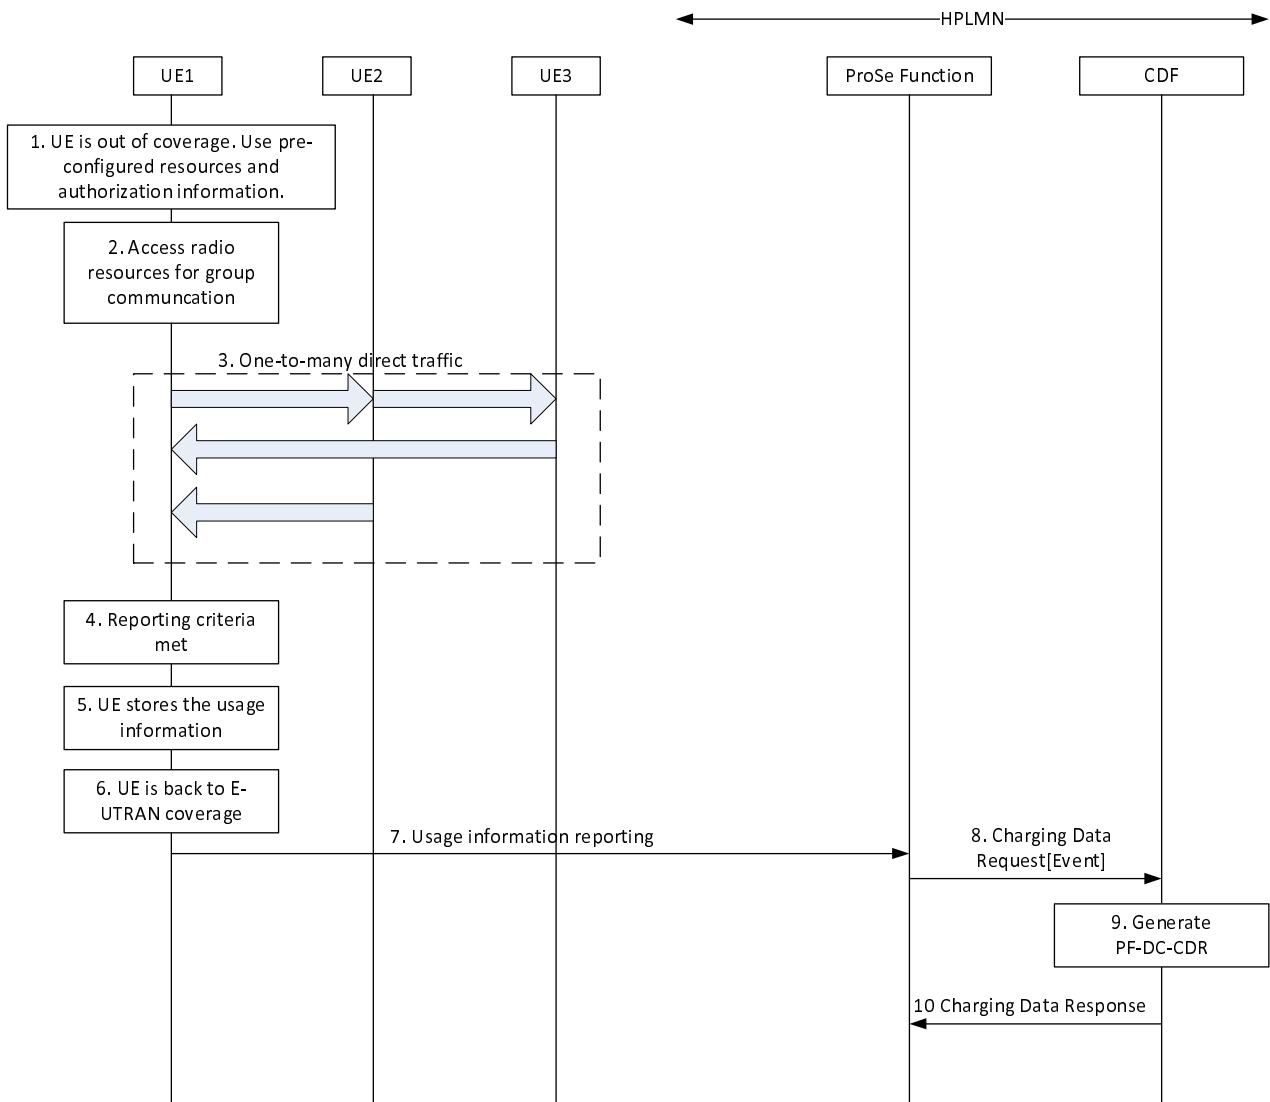 HPLMN
UE1
UE2
UE3
ProSe Function
CDF
1. UE is out of coverage. Use pre-
configured resources and
authorization information.
2. Access radio
resources for group
communcation
3. One-to-many direct traffic
4. Reporting criteria
met
5. UE stores the usage
information
6. UE is back to E-
UTRAN coverage
7. Usage information reporting
8. Charging Data
Request[Event]
9. Generate
PF-DC-CDR
10 Charging Data Response